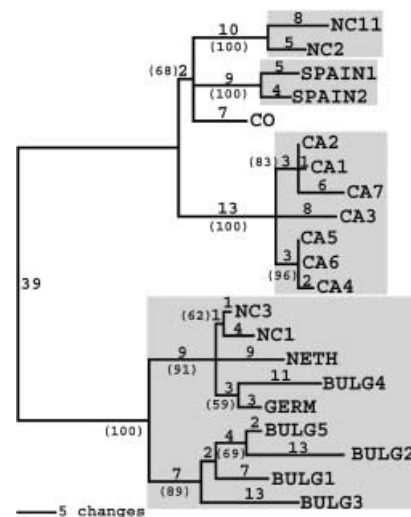 10 8 NC11
(100) 5 NC2
(68) 2 5 SPAIN1
9
(100) 4 SPAIN2
7 CO
CA2
(83) 3 1 CA1
6 CA7
13 8 CA3
(100)
CA5
3 CA6
(96) 2 CA4
39
1 NC3
(62) 1 4 NC1
9 9 NETH
(91)
11 BULG4
3
(59) 3 GERM
(100)
2 BULG5
4
2 (69) 13 BULG2
7 7 BULG1
(89) 13 BULG3
5 changes